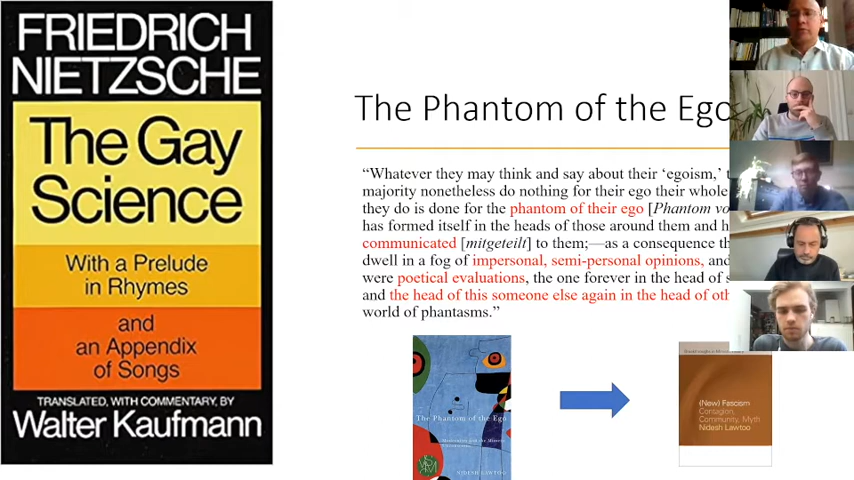 FRIEDRICH
NIETZSCHE
The Gay
Science
With a Prelude
in Rhymes
and
an Appendix
of Songs
TRANSLATED, WITH COMMENTARY, BY
Walter Kaufmann
The Phantom of the Ego
“Whatever they may think and say about their ‘egoism,’
majority nonetheless do nothing for their ego their whole
they do is done for the phantom of their ego [Phantom
has formed itself in the heads of those around them and
communicated [mitgeteilt] to them;—as a consequence
dwell in a fog of impersonal, semi-personal opinions, and
were poetical evaluations, the one forever in the head of
and the head of this someone else again in the head of
world of phantasms.”
The Phantom of the Ego
NIDESH LAWTOO
(New) Fascism
Contagion,
Community, Myth
Nidesh Lawtoo